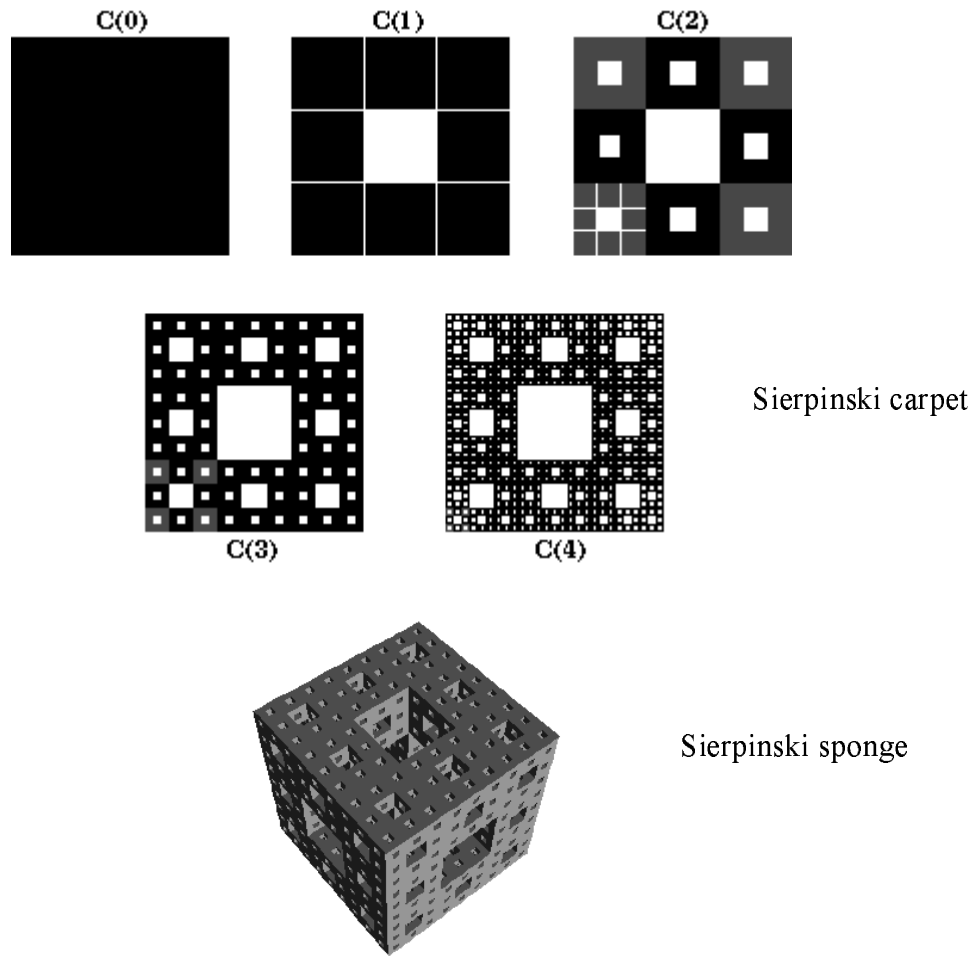 C(0)
C(1)
C(2)
Sierpinski carpet
C(3)
C(4)
Sierpinski sponge